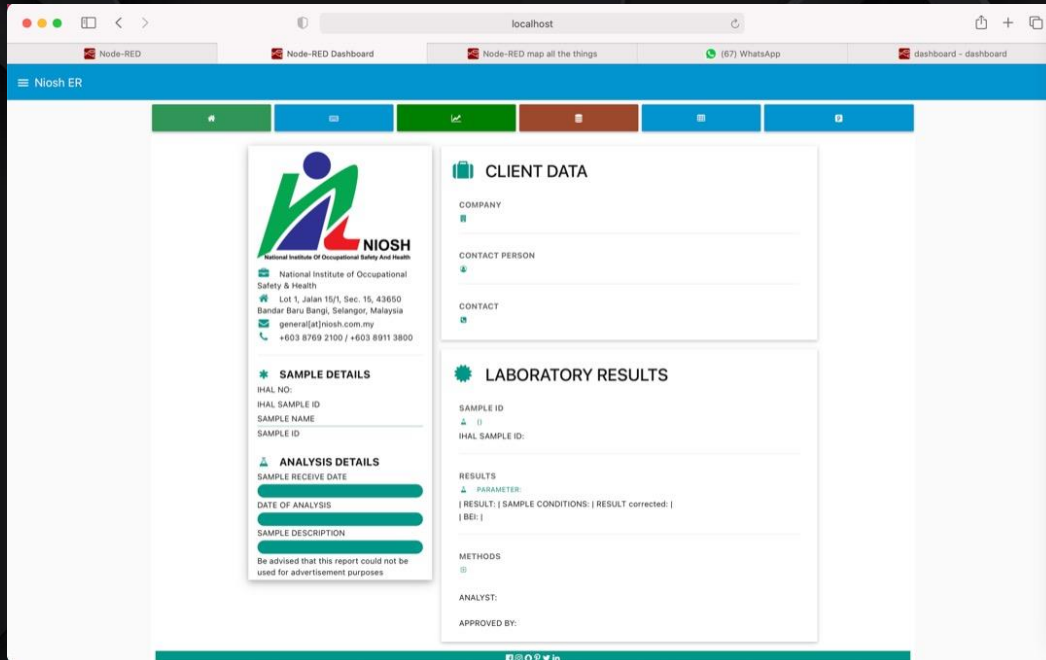 localhost
Node-RED
Node-RED Dashboard
Node-RED map all the things
(67) WhatsApp
dashboard - dashboard
Niosh ER
NIOSH
National Institute Of Occupational Safety And Health
National Institute of Occupational
Safety & Health
Lot 1, Jalan 15/1, Sec. 15, 43650
Bandar Baru Bangi, Selangor, Malaysia
general[at]niosh.com.my
+603 8769 2100 / +603 8911 3800
SAMPLE DETAILS
IHAL NO:
IHAL SAMPLE ID
SAMPLE NAME
SAMPLE ID
ANALYSIS DETAILS
SAMPLE RECEIVE DATE
DATE OF ANALYSIS
SAMPLE DESCRIPTION
Be advised that this report could not be
used for advertisement purposes
CLIENT DATA
COMPANY
CONTACT PERSON
CONTACT
LABORATORY RESULTS
SAMPLE ID
()
IHAL SAMPLE ID:
RESULTS
PARAMETER:
| RESULT: | SAMPLE CONDITIONS: | RESULT corrected: |
| BEI: |
METHODS
ANALYST:
APPROVED BY: